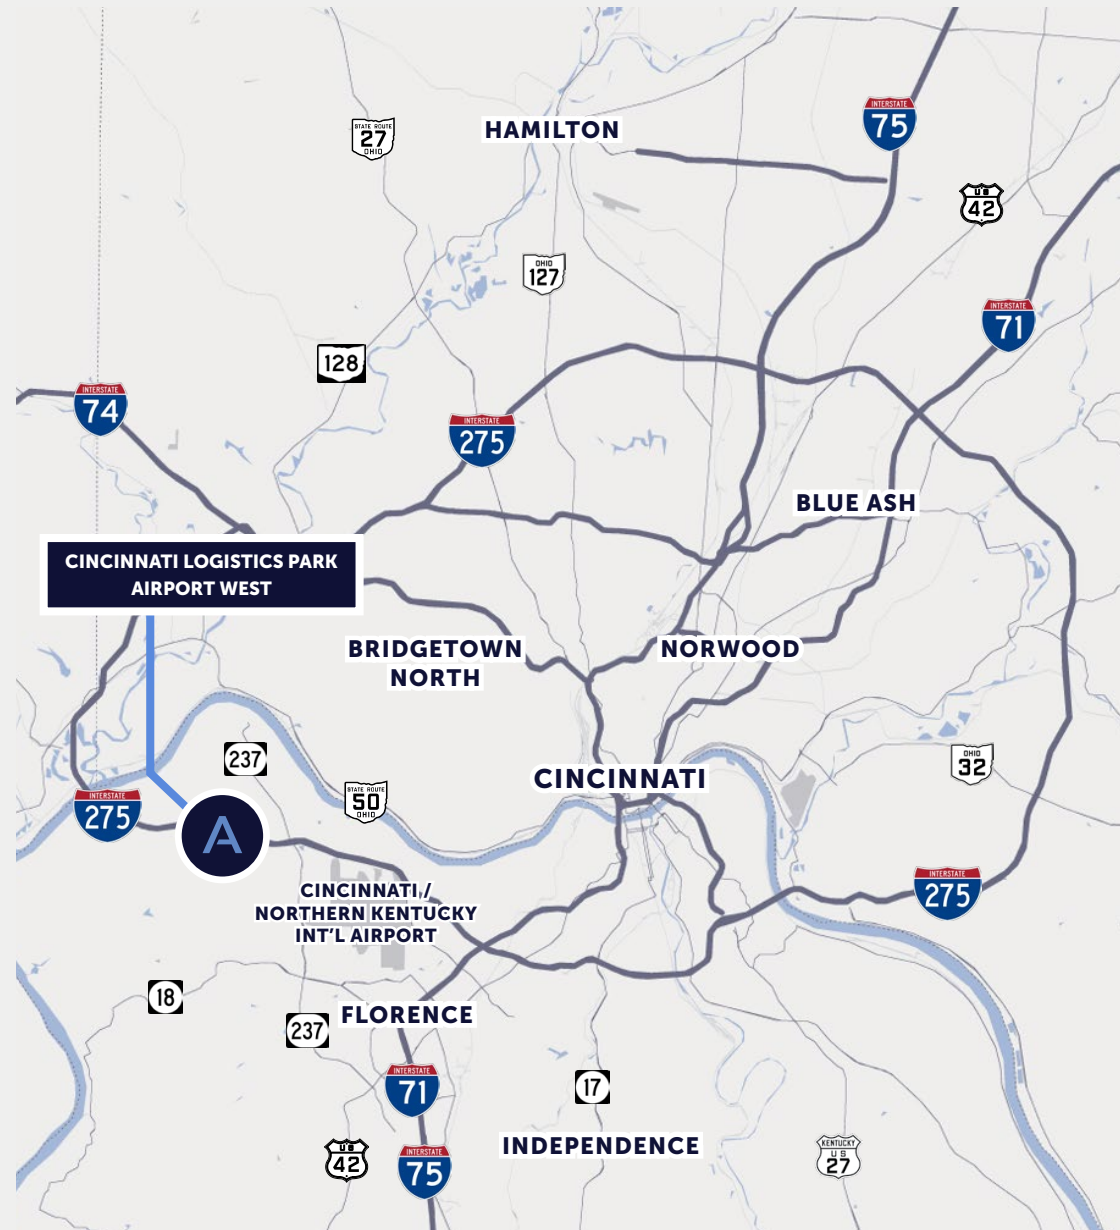 INTERSTATE
75
STATE ROUTE
27
OHIO
HAMILTON
US
42
OHIO
127
INTERSTATE
71
128
INTERSTATE
74
INTERSTATE
275
BLUE ASH
CINCINNATI LOGISTICS PARK
AIRPORT WEST
BRIDGETOWN
NORTH
NORWOOD
237
OHIO
32
CINCINNATI
STATE ROUTE
50
OHIO
INTERSTATE
275
A
CINCINNATI /
NORTHERN KENTUCKY
INT'L AIRPORT
INTERSTATE
275
18
FLORENCE
237
INTERSTATE
71
17
INDEPENDENCE
US
42
INTERSTATE
75
KENTUCKY
US
27